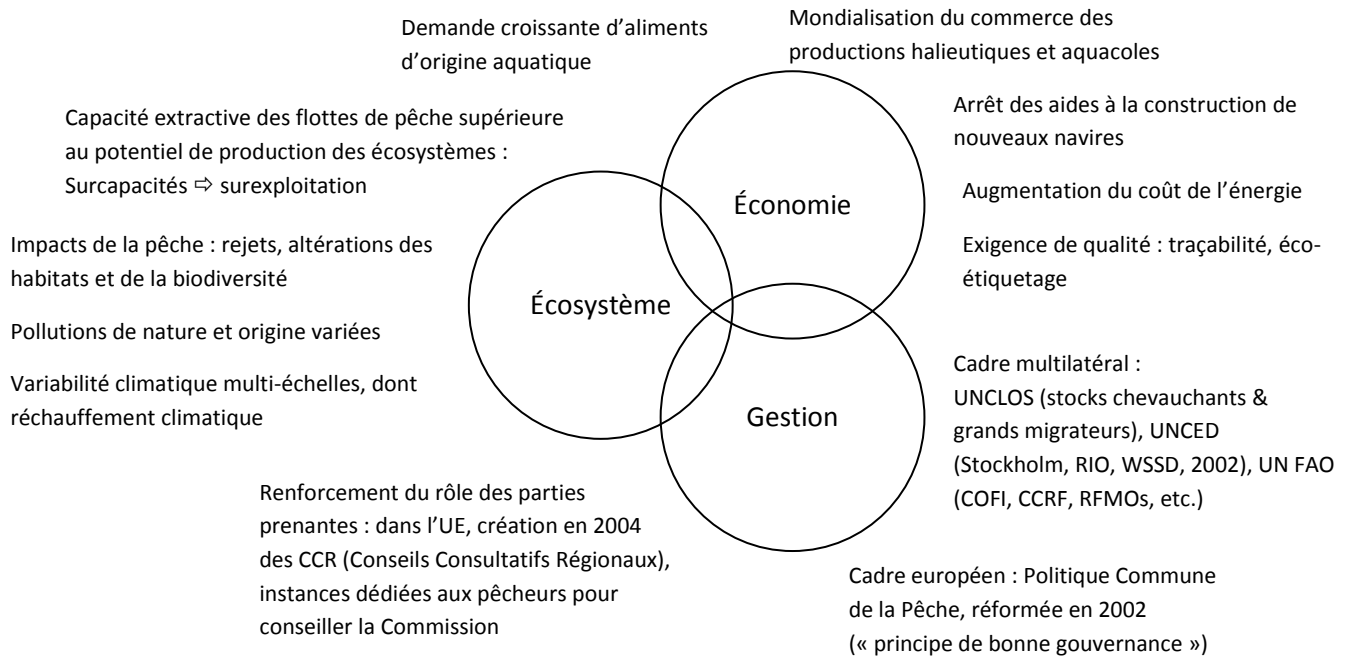 Demande croissante d’aliments
d’origine aquatique
Mondialisation du commerce des
productions halieutiques et aquacoles
Capacité extractive des flottes de pêche supérieure
au potentiel de production des écosystèmes :
Surcapacités ⇨ surexploitation
Arrêt des aides à la construction de
nouveaux navires
Économie
Augmentation du coût de l’énergie
Impacts de la pêche : rejets, altérations des
habitats et de la biodiversité
Exigence de qualité : traçabilité, éco-
étiquetage
Écosystème
Pollutions de nature et origine variées
Variabilité climatique multi-échelles, dont
réchauffement climatique
Gestion
Cadre multilatéral :
UNCLOS (stocks chevauchants &
grands migrateurs), UNCED
(Stockholm, RIO, WSSD, 2002), UN FAO
(COFI, CCRF, RFMOs, etc.)
Renforcement du rôle des parties
prenantes : dans l’UE, création en 2004
des CCR (Conseils Consultatifs Régionaux),
instances dédiées aux pêcheurs pour
conseiller la Commission
Cadre européen : Politique Commune
de la Pêche, réformée en 2002
(« principe de bonne gouvernance »)